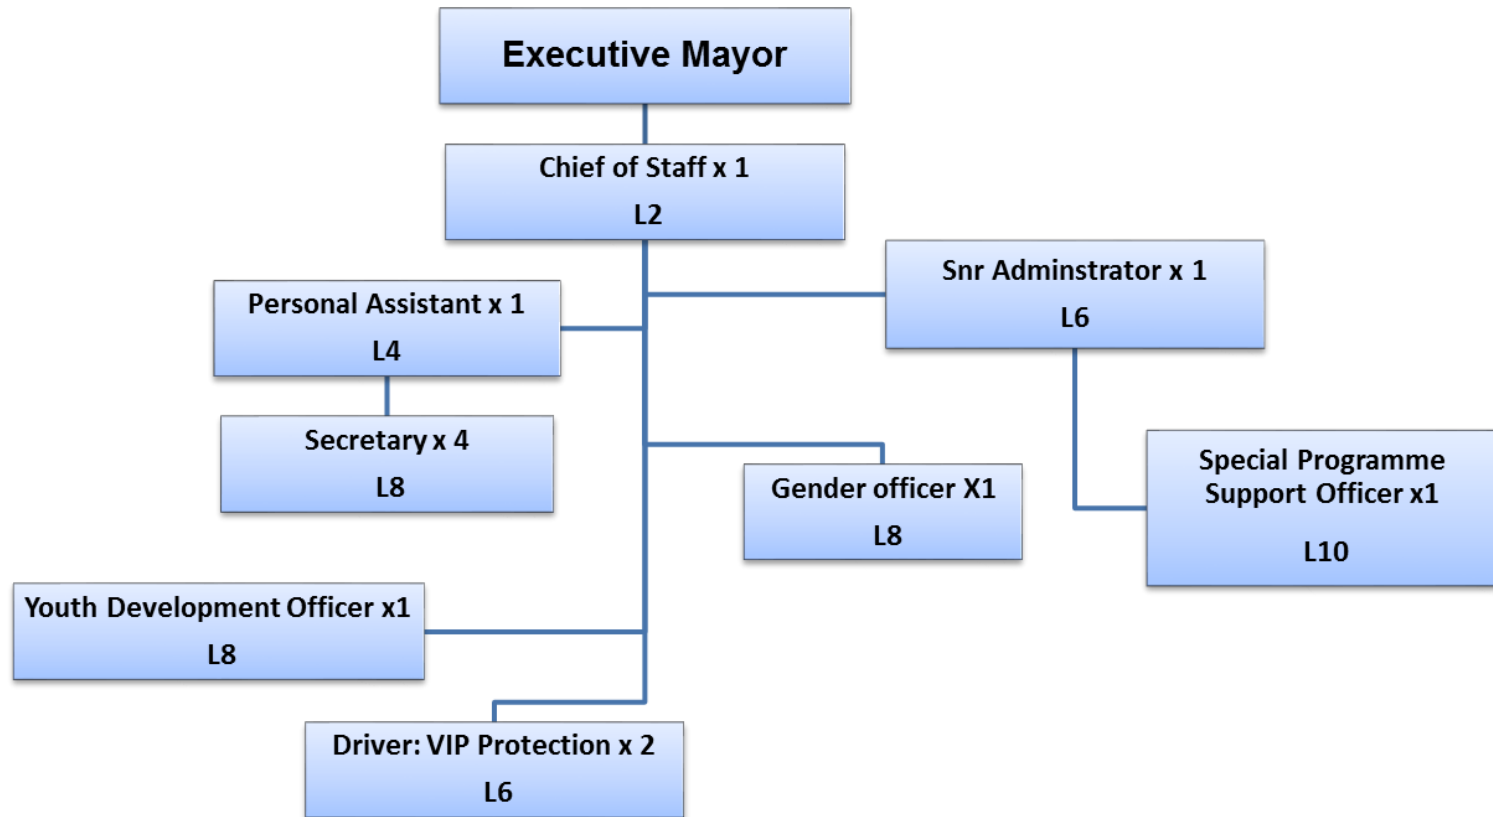 Executive Mayor
Chief of Staff x 1
L2
Snr Adminstrator x 1
L6
Personal Assistant x 1
L4
Secretary x 4
L8
Gender officer X1
L8
Special Programme
Support Officer x1
L10
Youth Development Officer x1
L8
Driver: VIP Protection x 2
L6